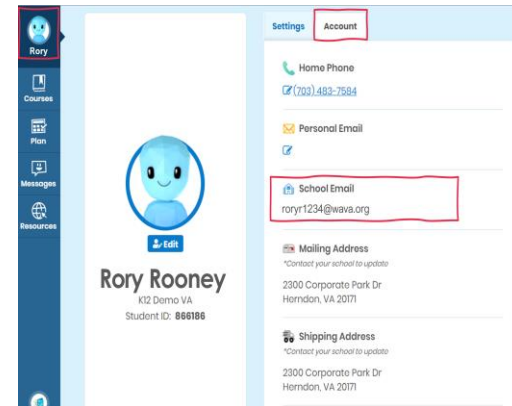 Rory
Courses
Plan
Messages
Resources
Edit
Rory Rooney
K12 Demo VA
Student ID: 866186
Settings Account
Home Phone
(703) 483-7584
Personal Email
School Email
roryr1234@wava.org
Mailing Address
*Contact your school to update
2300 Corporate Park Dr
Herndon, VA 20171
Shipping Address
*Contact your school to update
2300 Corporate Park Dr
Herndon, VA 20171